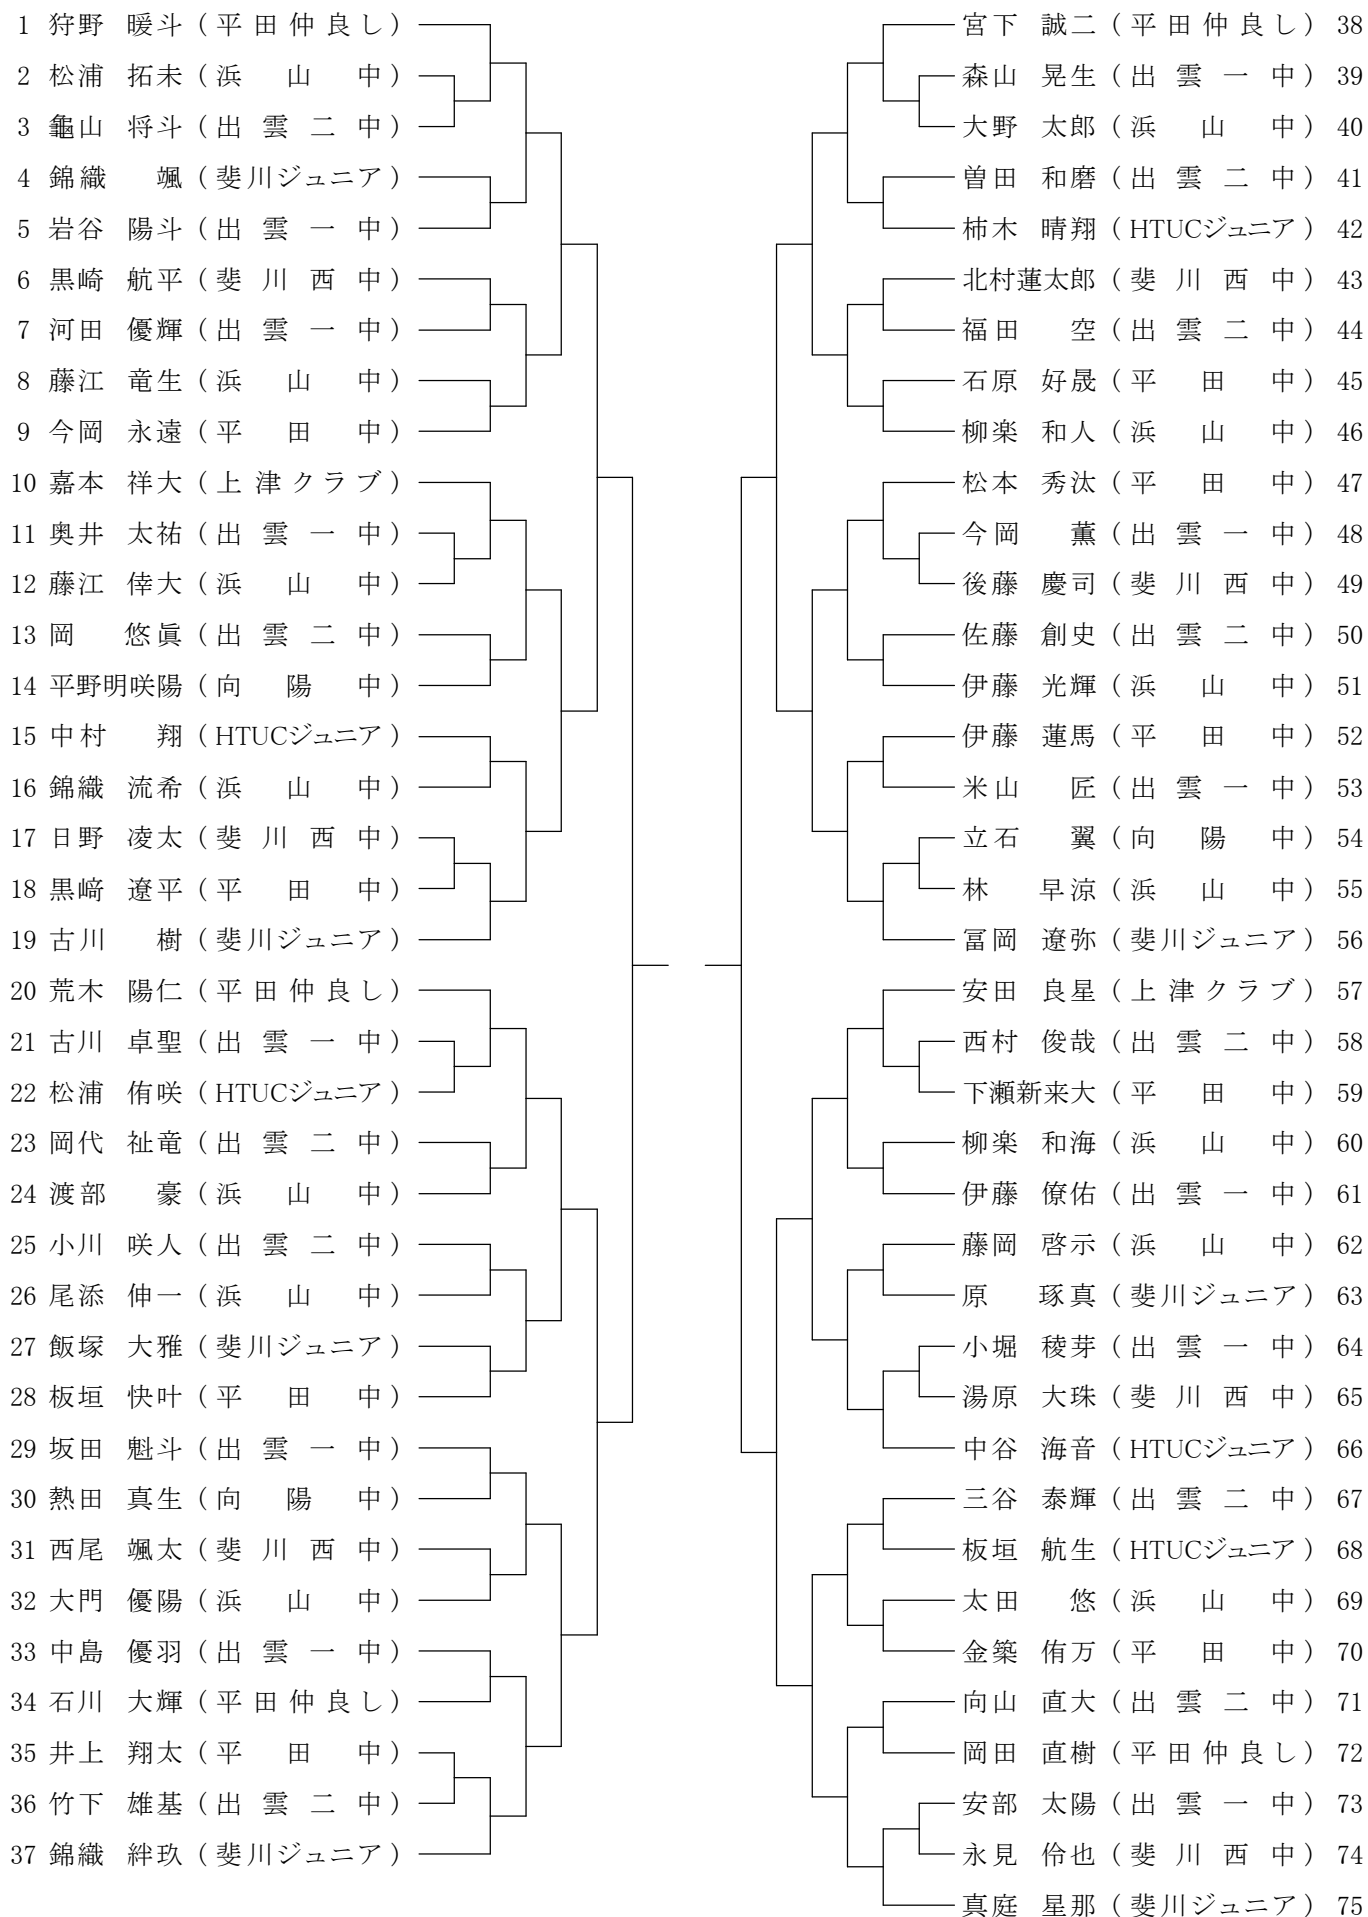 1 狩野 暖斗 (平田仲良し)
2 松浦 拓未 (浜山中)
3 龜山 将斗 (出雲二中)
4 錦織 颯 (斐川ジュニア)
5 岩谷 陽斗 (出雲一中)
6 黒崎 航平 (斐川西中)
7 河田 優輝 (出雲一中)
8 藤江 竜生 (浜山中)
9 今岡 永遠 (平田中)
10 嘉本 祥大 (上津クラブ)
11 奥井 太祐 (出雲一中)
12 藤江 倖大 (浜山中)
13 岡 悠眞 (出雲二中)
14 平野明咲陽 (向陽中)
15 中村 翔 (HTUCジュニア)
16 錦織 流希 (浜山中)
17 日野 凌太 (斐川西中)
18 黒﨑 遼平 (平田中)
19 古川 樹 (斐川ジュニア)
20 荒木 陽仁 (平田仲良し)
21 古川 卓聖 (出雲一中)
22 松浦 侑咲 (HTUCジュニア)
23 岡代 祉竜 (出雲二中)
24 渡部 豪 (浜山中)
25 小川 咲人 (出雲二中)
26 尾添 伸一 (浜山中)
27 飯塚 大雅 (斐川ジュニア)
28 板垣 快叶 (平田中)
29 坂田 魁斗 (出雲一中)
30 熱田 真生 (向陽中)
31 西尾 颯太 (斐川西中)
32 大門 優陽 (浜山中)
33 中島 優羽 (出雲一中)
34 石川 大輝 (平田仲良し)
35 井上 翔太 (平田中)
36 竹下 雄基 (出雲二中)
37 錦織 絆玖 (斐川ジュニア)
宮下 誠二 (平田仲良し) 38
森山 晃生 (出雲一中) 39
大野 太郎 (浜山中) 40
曽田 和磨 (出雲二中) 41
柿木 晴翔 (HTUCジュニア) 42
北村蓮太郎 (斐川西中) 43
福田 空 (出雲二中) 44
石原 好晟 (平田中) 45
柳楽 和人 (浜山中) 46
松本 秀汰 (平田中) 47
今岡 薫 (出雲一中) 48
後藤 慶司 (斐川西中) 49
佐藤 創史 (出雲二中) 50
伊藤 光輝 (浜山中) 51
伊藤 蓮馬 (平田中) 52
米山 匠 (出雲一中) 53
立石 翼 (向陽中) 54
林 早涼 (浜山中) 55
冨岡 遼弥 (斐川ジュニア) 56
安田 良星 (上津クラブ) 57
西村 俊哉 (出雲二中) 58
下瀬新来大 (平田中) 59
柳楽 和海 (浜山中) 60
伊藤 僚佑 (出雲一中) 61
藤岡 啓示 (浜山中) 62
原 琢真 (斐川ジュニア) 63
小堀 稜芽 (出雲一中) 64
湯原 大珠 (斐川西中) 65
中谷 海音 (HTUCジュニア) 66
三谷 泰輝 (出雲二中) 67
板垣 航生 (HTUCジュニア) 68
太田 悠 (浜山中) 69
金築 侑万 (平田中) 70
向山 直大 (出雲二中) 71
岡田 直樹 (平田仲良し) 72
安部 太陽 (出雲一中) 73
永見 伶也 (斐川西中) 74
真庭 星那 (斐川ジュニア) 75